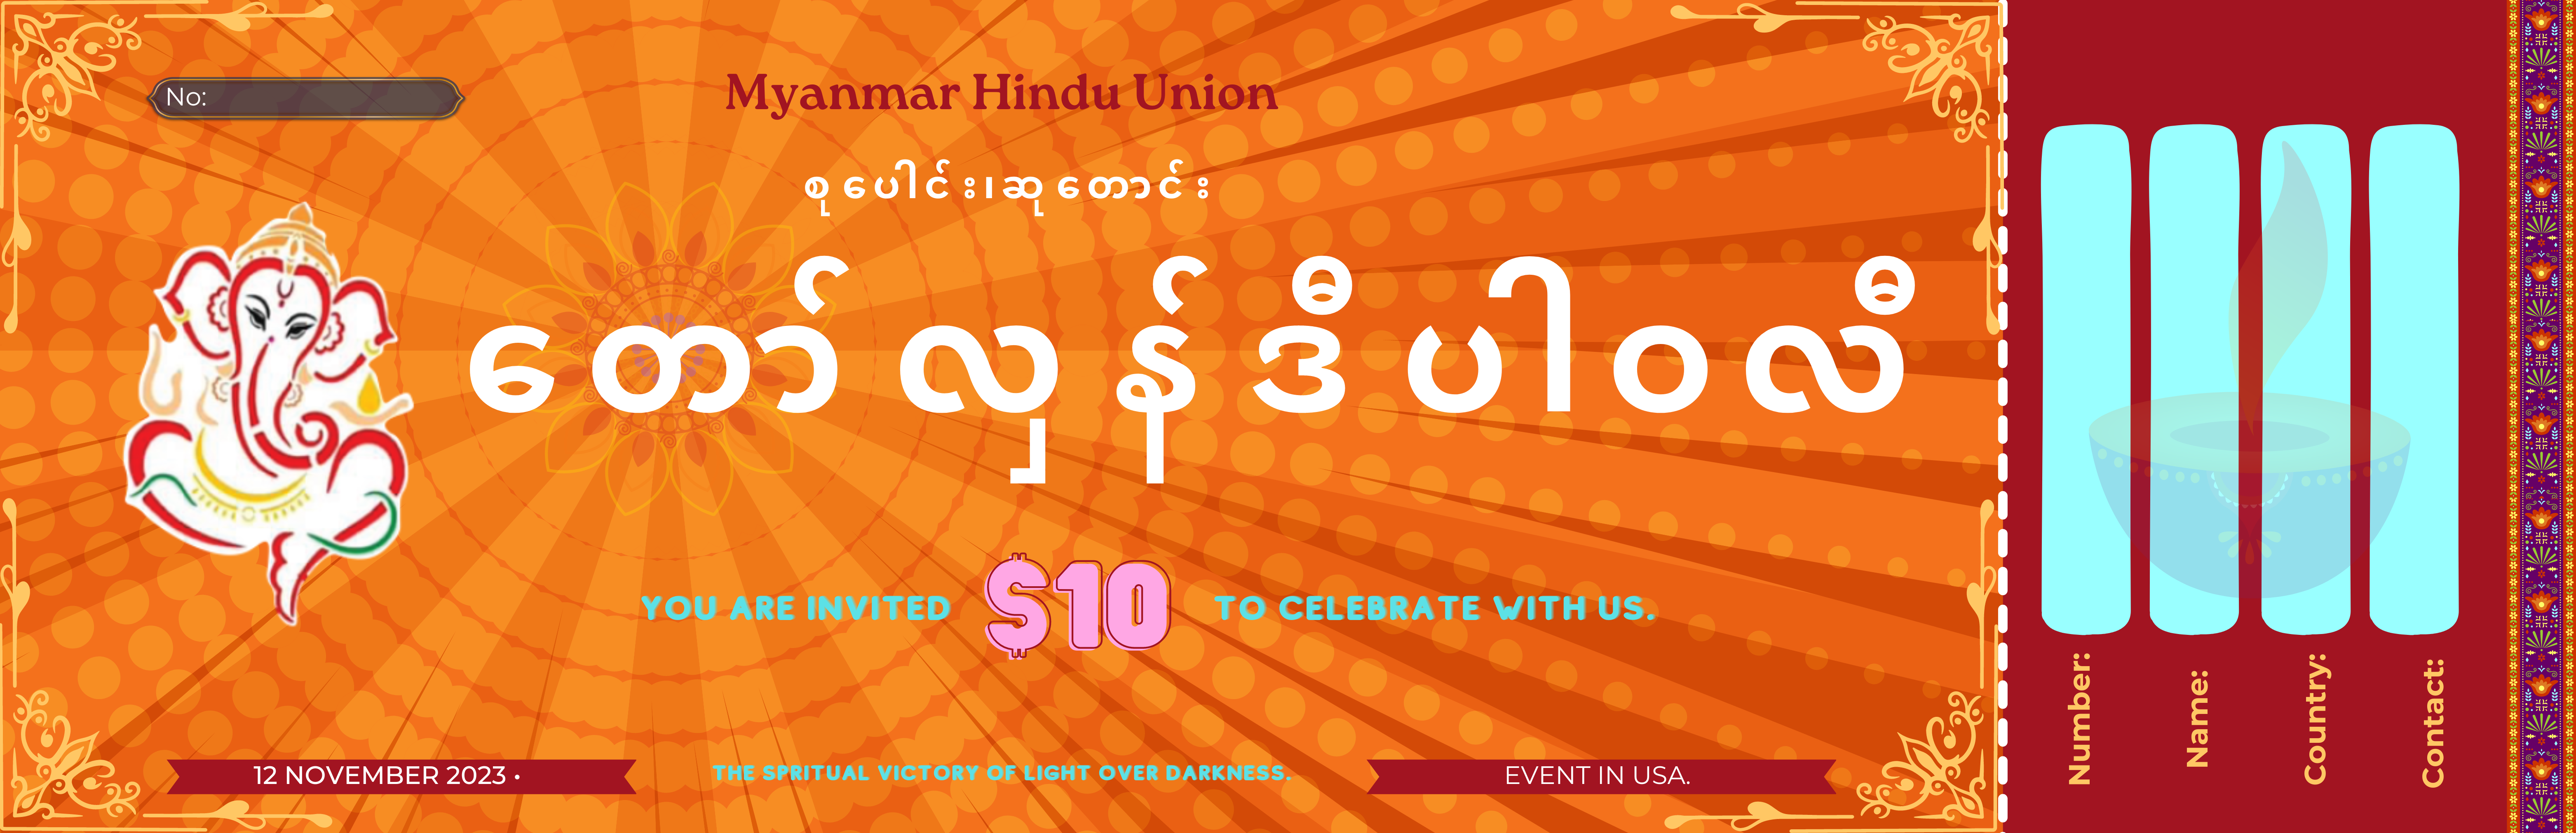 No:
Myanmar Hindu Union
စုပေါင်း၊ဆုတောင်း
တော်လှန်ဒီပါဝလီ
YOU ARE INVITED $10 TO CELEBRATE WITH US.
12 NOVEMBER 2023 •
THE SPRITUAL VICTORY OF LIGHT OVER DARKNESS.
EVENT IN USA.
Number:
Name:
Country:
Contact: